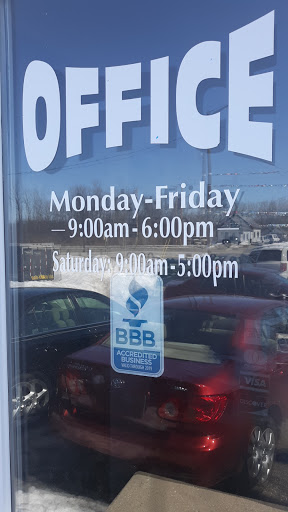 OFFICE
Monday-Friday
9:00am-6:00pm
Saturday: 9:00am-5:00pm
BBB
ACCREDITED
BUSINESS
VISA